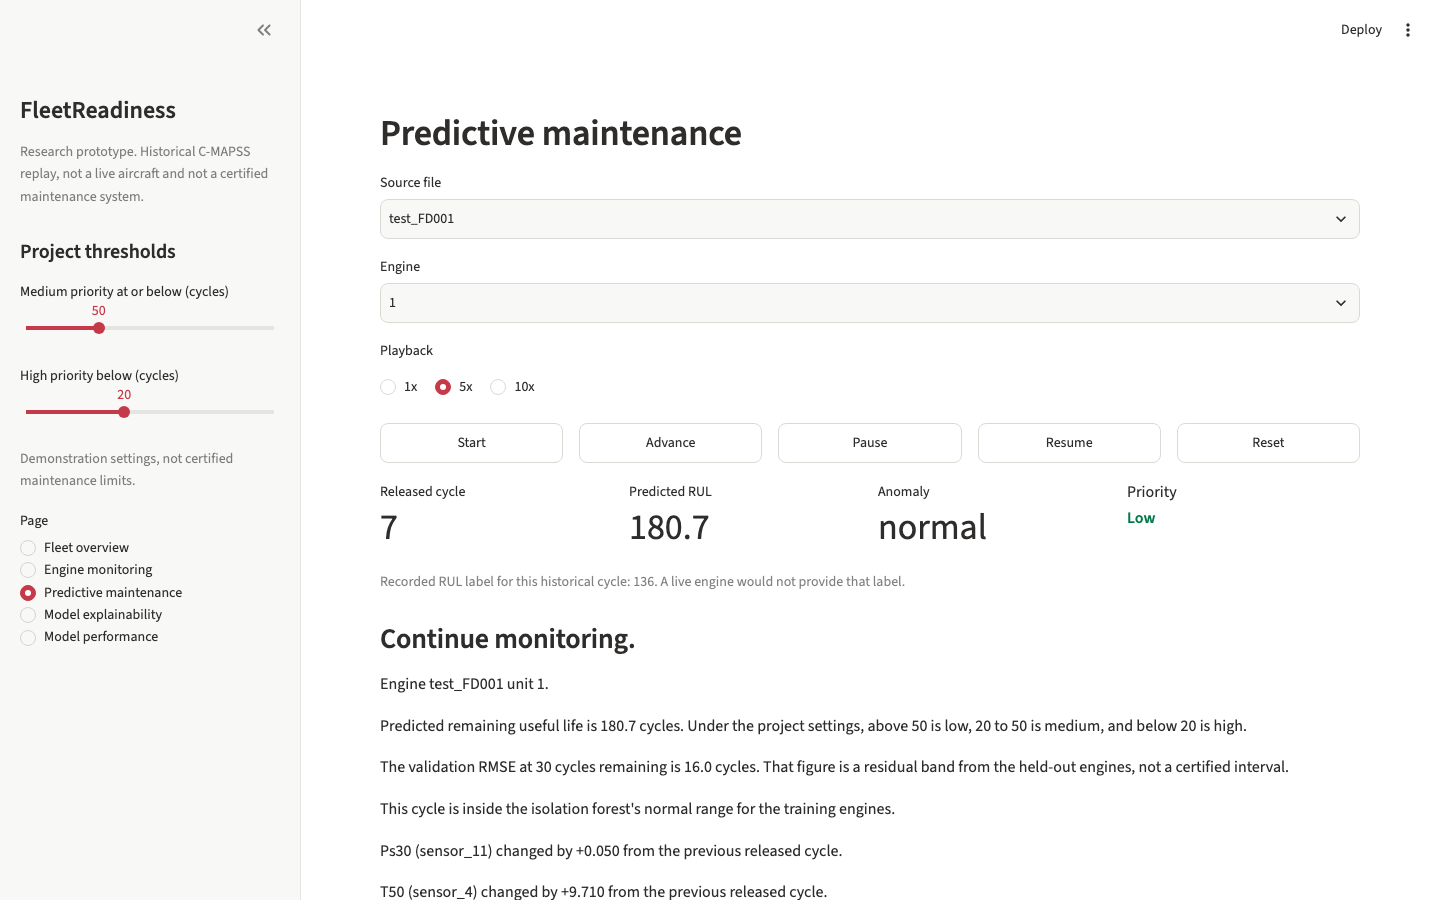 Deploy
FleetReadiness
Research prototype. Historical C-MAPSS
replay, not a live aircraft and not a certified
maintenance system.
Project thresholds
Medium priority at or below (cycles)
50
High priority below (cycles)
20
Demonstration settings, not certified
maintenance limits.
Page
Fleet overview
Engine monitoring
Predictive maintenance
Model explainability
Model performance
Predictive maintenance
Source file
test_FD001
Engine
1
Playback
1x 5x 10x
Start Advance Pause Resume Reset
Released cycle Predicted RUL Anomaly Priority
7 180.7 normal Low
Recorded RUL label for this historical cycle: 136. A live engine would not provide that label.
Continue monitoring.
Engine test_FD001 unit 1.
Predicted remaining useful life is 180.7 cycles. Under the project settings, above 50 is low, 20 to 50 is medium, and below 20 is high.
The validation RMSE at 30 cycles remaining is 16.0 cycles. That figure is a residual band from the held-out engines, not a certified interval.
This cycle is inside the isolation forest's normal range for the training engines.
Ps30 (sensor_11) changed by +0.050 from the previous released cycle.
T50 (sensor_4) changed by +9.710 from the previous released cycle.